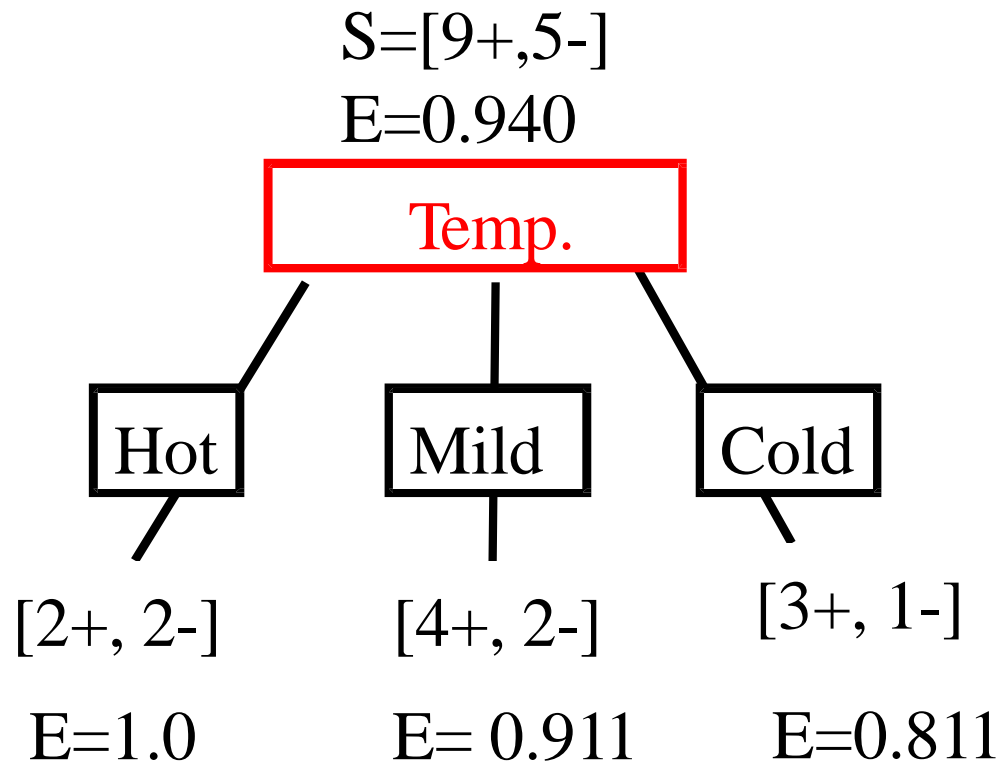 S=[9+,5-]
E=0.940
Temp.
Hot
Mild
Cold
[2+, 2-]
[4+, 2-]
[3+, 1-]
E=1.0
E= 0.911
E=0.811